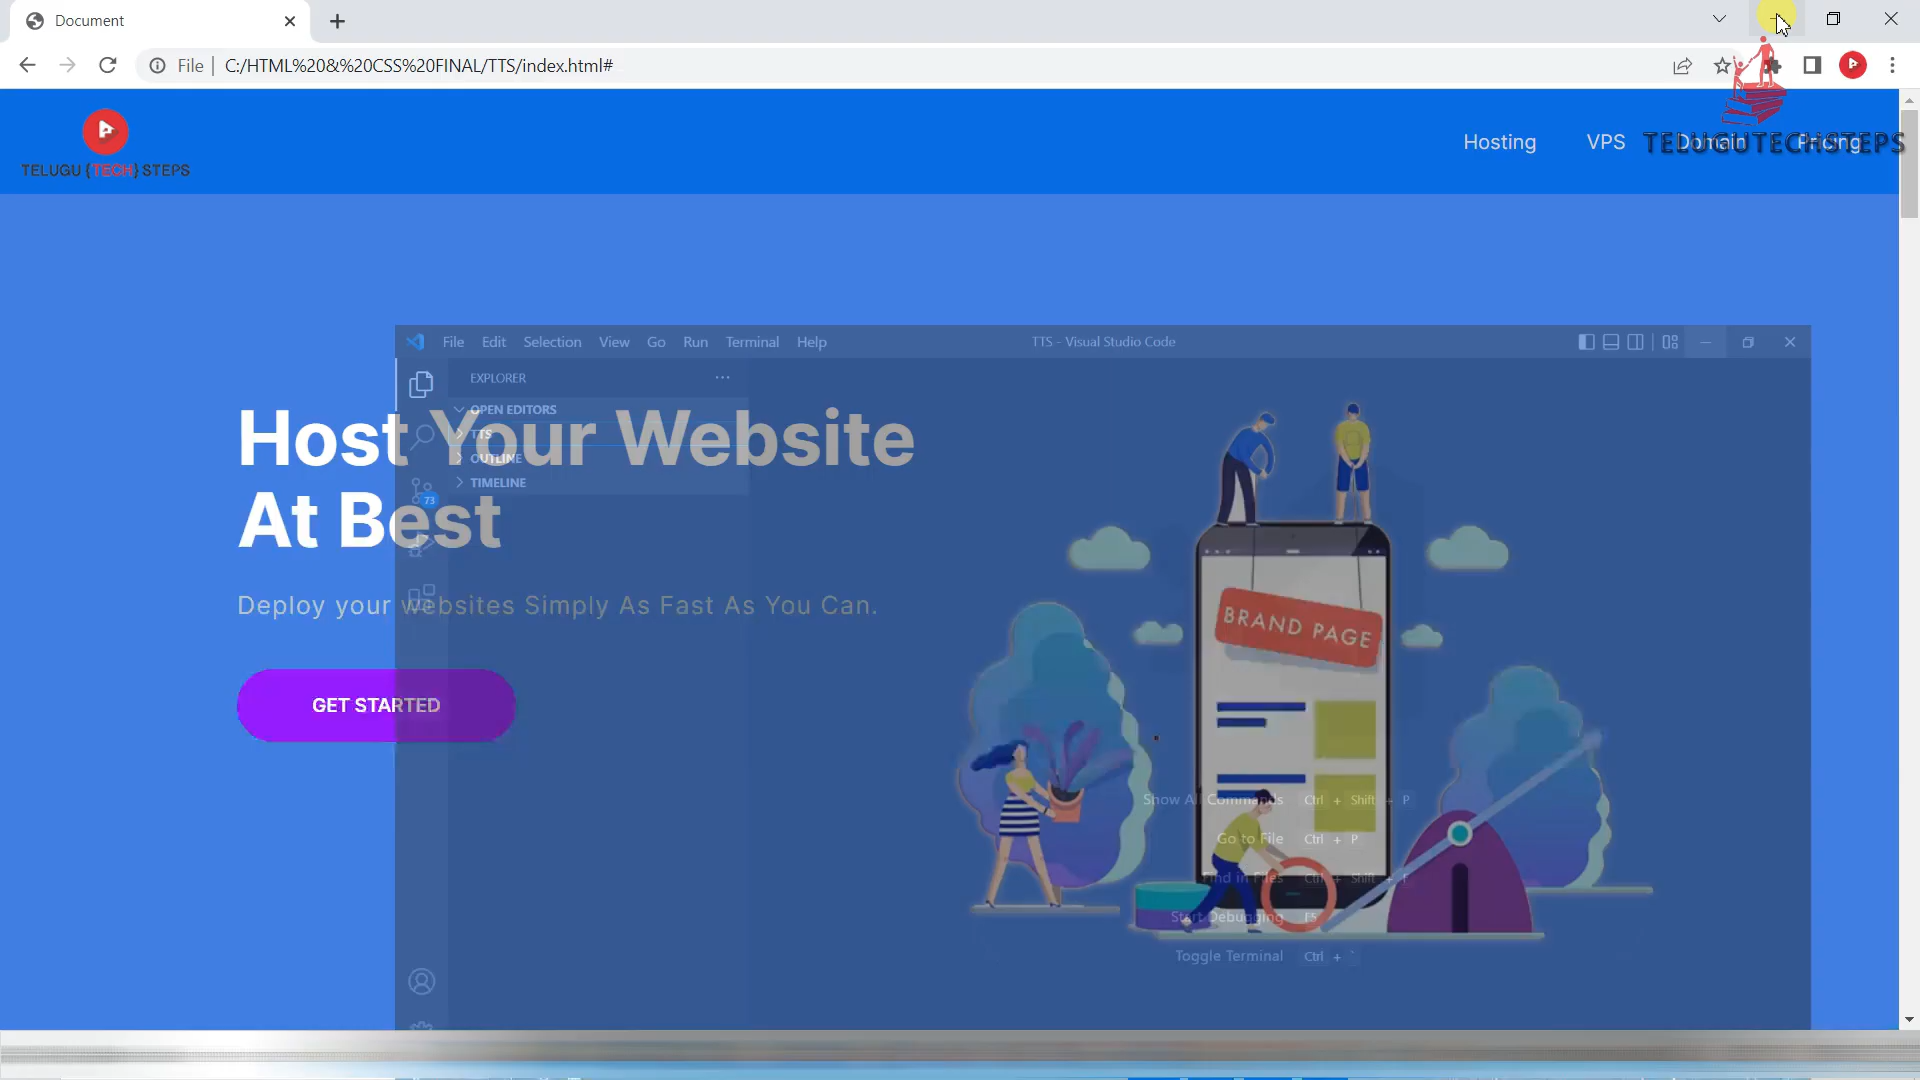 Document
File
C:/HTML%20&%20CSS%20FINAL/TTS/index.html#
TELUGUTECHSTEPS
TELUGU {TECH} STEPS
Hosting
VPS
Domain
Pricing
File Edit Selection View Go Run Terminal Help
TTS - Visual Studio Code
EXPLORER
OPEN EDITORS
TTS
OUTLINE
TIMELINE
73
Host Your Website
At Best
Deploy your websites Simply As Fast As You Can.
GET STARTED
BRAND PAGE
Show All Commands Ctrl + Shift + P
Go to File Ctrl + P
Find in Files Ctrl + Shift + F
Start Debugging F5
Toggle Terminal Ctrl + `